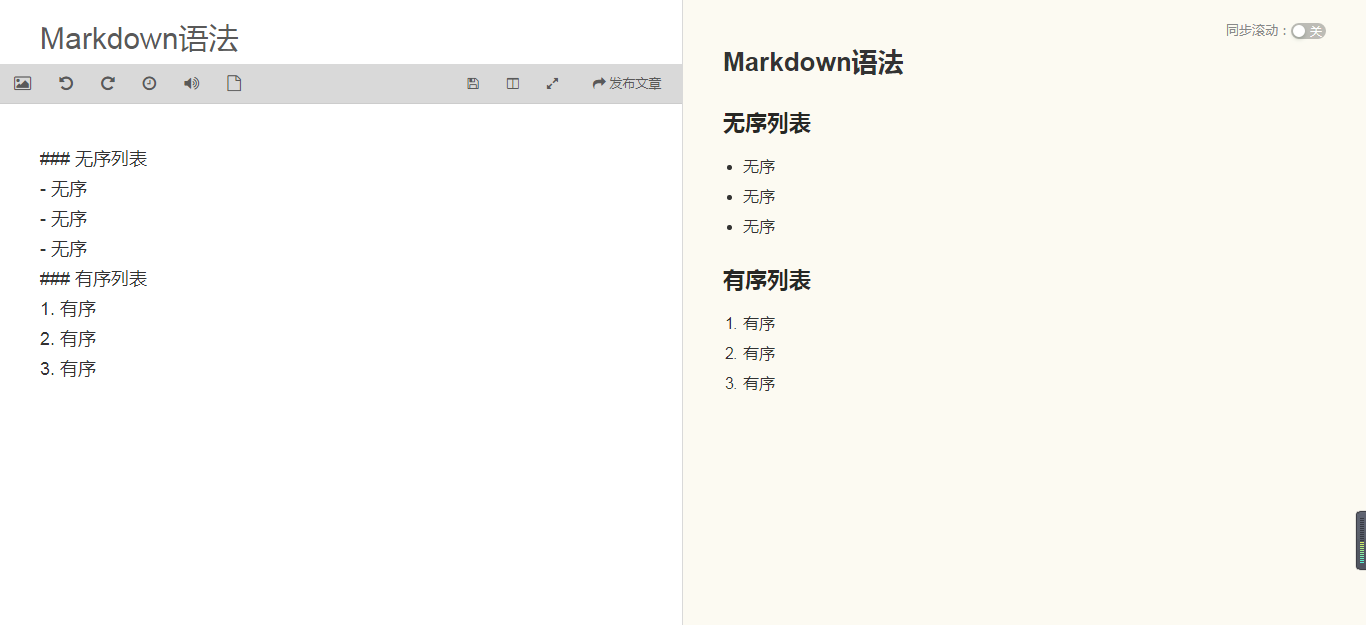 Markdown语法
发布文章
### 无序列表
- 无序
- 无序
- 无序
### 有序列表
1. 有序
2. 有序
3. 有序
同步滚动：关
Markdown语法
无序列表
• 无序
• 无序
• 无序
有序列表
1. 有序
2. 有序
3. 有序